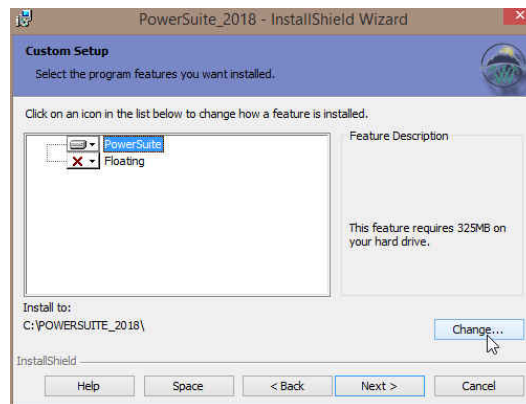 PowerSuite_2018 - InstallShield Wizard
Custom Setup
Select the program features you want installed.
Click on an icon in the list below to change how a feature is installed.
PowerSuite
Floating
Feature Description
This feature requires 325MB on
your hard drive.
Install to:
C:\POWERSUITE_2018\
Change...
InstallShield
Help
Space
< Back
Next >
Cancel